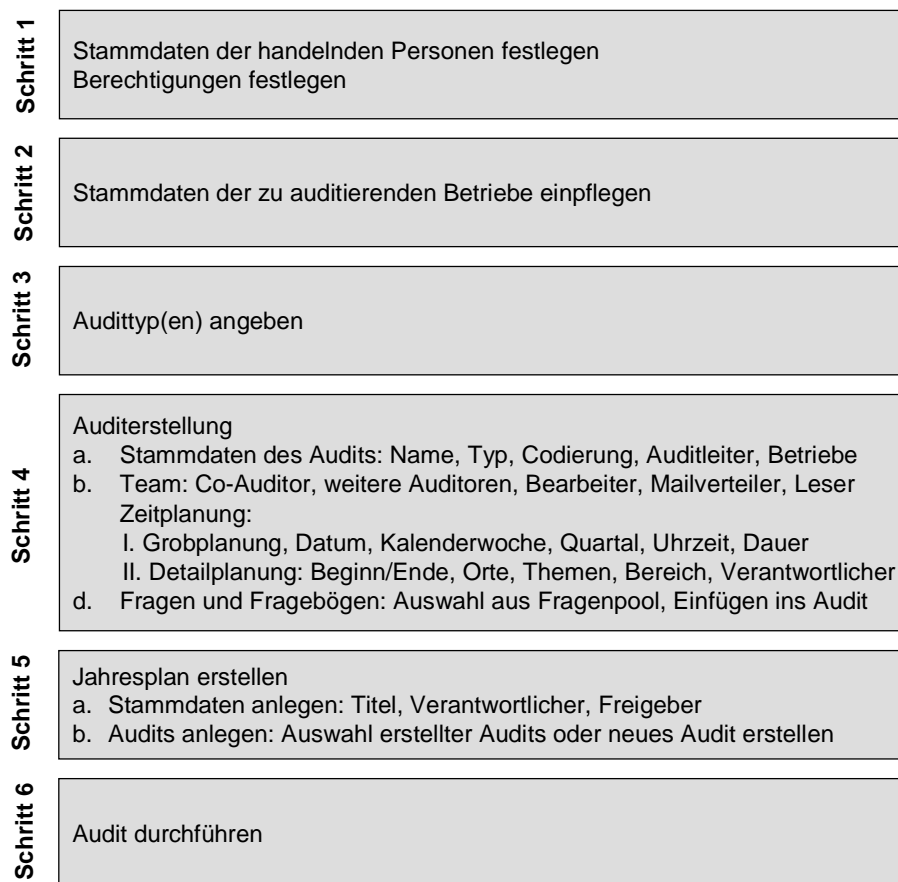 Schritt 1
Stammdaten der handelnden Personen festlegen
Berechtigungen festlegen
Schritt 2
Stammdaten der zu auditierenden Betriebe einpflegen
Schritt 3
Audittyp(en) angeben
Schritt 4
Auditerstellung
a. Stammdaten des Audits: Name, Typ, Codierung, Auditleiter, Betriebe
b. Team: Co-Auditor, weitere Auditoren, Bearbeiter, Mailverteiler, Leser
Zeitplanung:
I. Grobplanung, Datum, Kalenderwoche, Quartal, Uhrzeit, Dauer
II. Detailplanung: Beginn/Ende, Orte, Themen, Bereich, Verantwortlicher
d. Fragen und Fragebögen: Auswahl aus Fragenpool, Einfügen ins Audit
Schritt 5
Jahresplan erstellen
a. Stammdaten anlegen: Titel, Verantwortlicher, Freigeber
b. Audits anlegen: Auswahl erstellter Audits oder neues Audit erstellen
Schritt 6
Audit durchführen